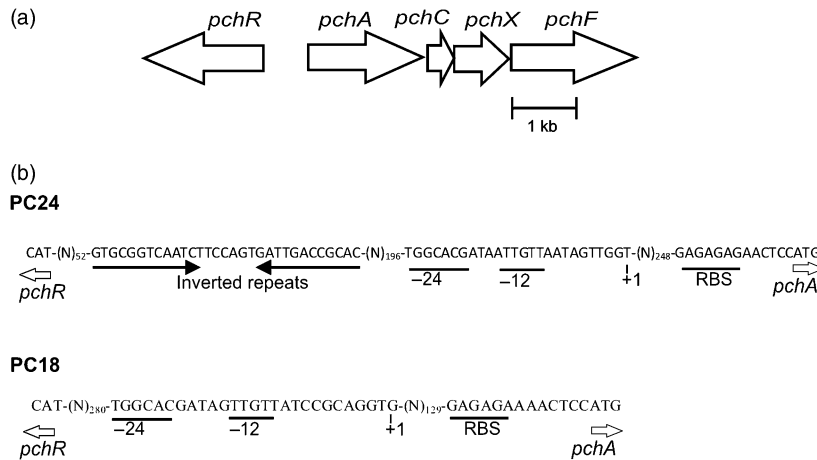 (a)
pchR pchA pchC pchX pchF
1 kb
(b)
PC24
CAT-(N)52-GTGCGGTCAATCTTCCAGTGATTGACCGCAC-(N)196-TGGCACGATAATTGTTAATAGTTGGT-(N)248-GAGAGAGAACTCCATG
pchR Inverted repeats −24 −12 +1 RBS pchA
PC18
CAT-(N)280-TGGCACGATAGTTGTTATCCGCAGGTG-(N)129-GAGAGAAAACTCCATG
pchR −24 −12 +1 RBS pchA